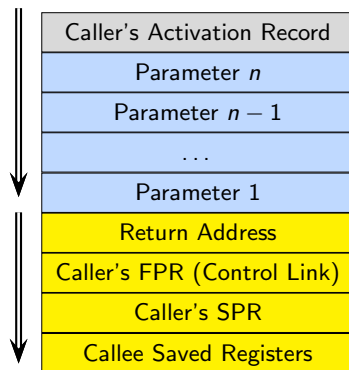 Caller's Activation Record
Parameter n
Parameter n − 1
...
Parameter 1
Return Address
Caller's FPR (Control Link)
Caller's SPR
Callee Saved Registers